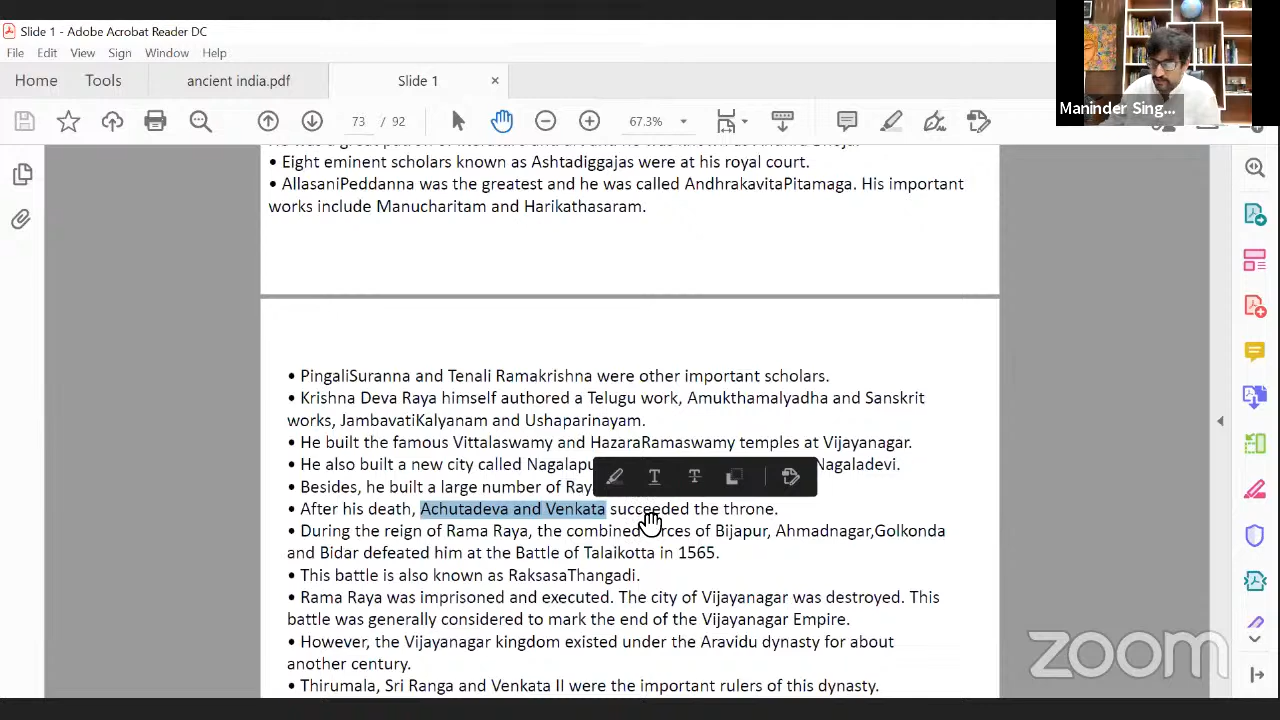 Slide 1 - Adobe Acrobat Reader DC
File Edit View Sign Window Help
Home Tools ancient india.pdf Slide 1 ×
73 / 92 67.3%
Maninder Sing...
• Eight eminent scholars known as Ashtadiggajas were at his royal court.
• AllasaniPeddanna was the greatest and he was called AndhrakavitaPitamaga. His important
works include Manucharitam and Harikathasaram.
• PingaliSuranna and Tenali Ramakrishna were other important scholars.
• Krishna Deva Raya himself authored a Telugu work, Amukthamalyadha and Sanskrit
works, JambavatiKalyanam and Ushaparinayam.
• He built the famous Vittalaswamy and HazaraRamaswamy temples at Vijayanagar.
• He also built a new city called Nagaladevi.
• Besides, he built a large number of
• After his death, Achutadeva and Venkata succeeded the throne.
• During the reign of Rama Raya, the combined forces of Bijapur, Ahmadnagar,Golkonda
and Bidar defeated him at the Battle of Talaikotta in 1565.
• This battle is also known as RaksasaThangadi.
• Rama Raya was imprisoned and executed. The city of Vijayanagar was destroyed. This
battle was generally considered to mark the end of the Vijayanagar Empire.
• However, the Vijayanagar kingdom existed under the Aravidu dynasty for about
another century.
• Thirumala, Sri Ranga and Venkata II were the important rulers of this dynasty.
zoom